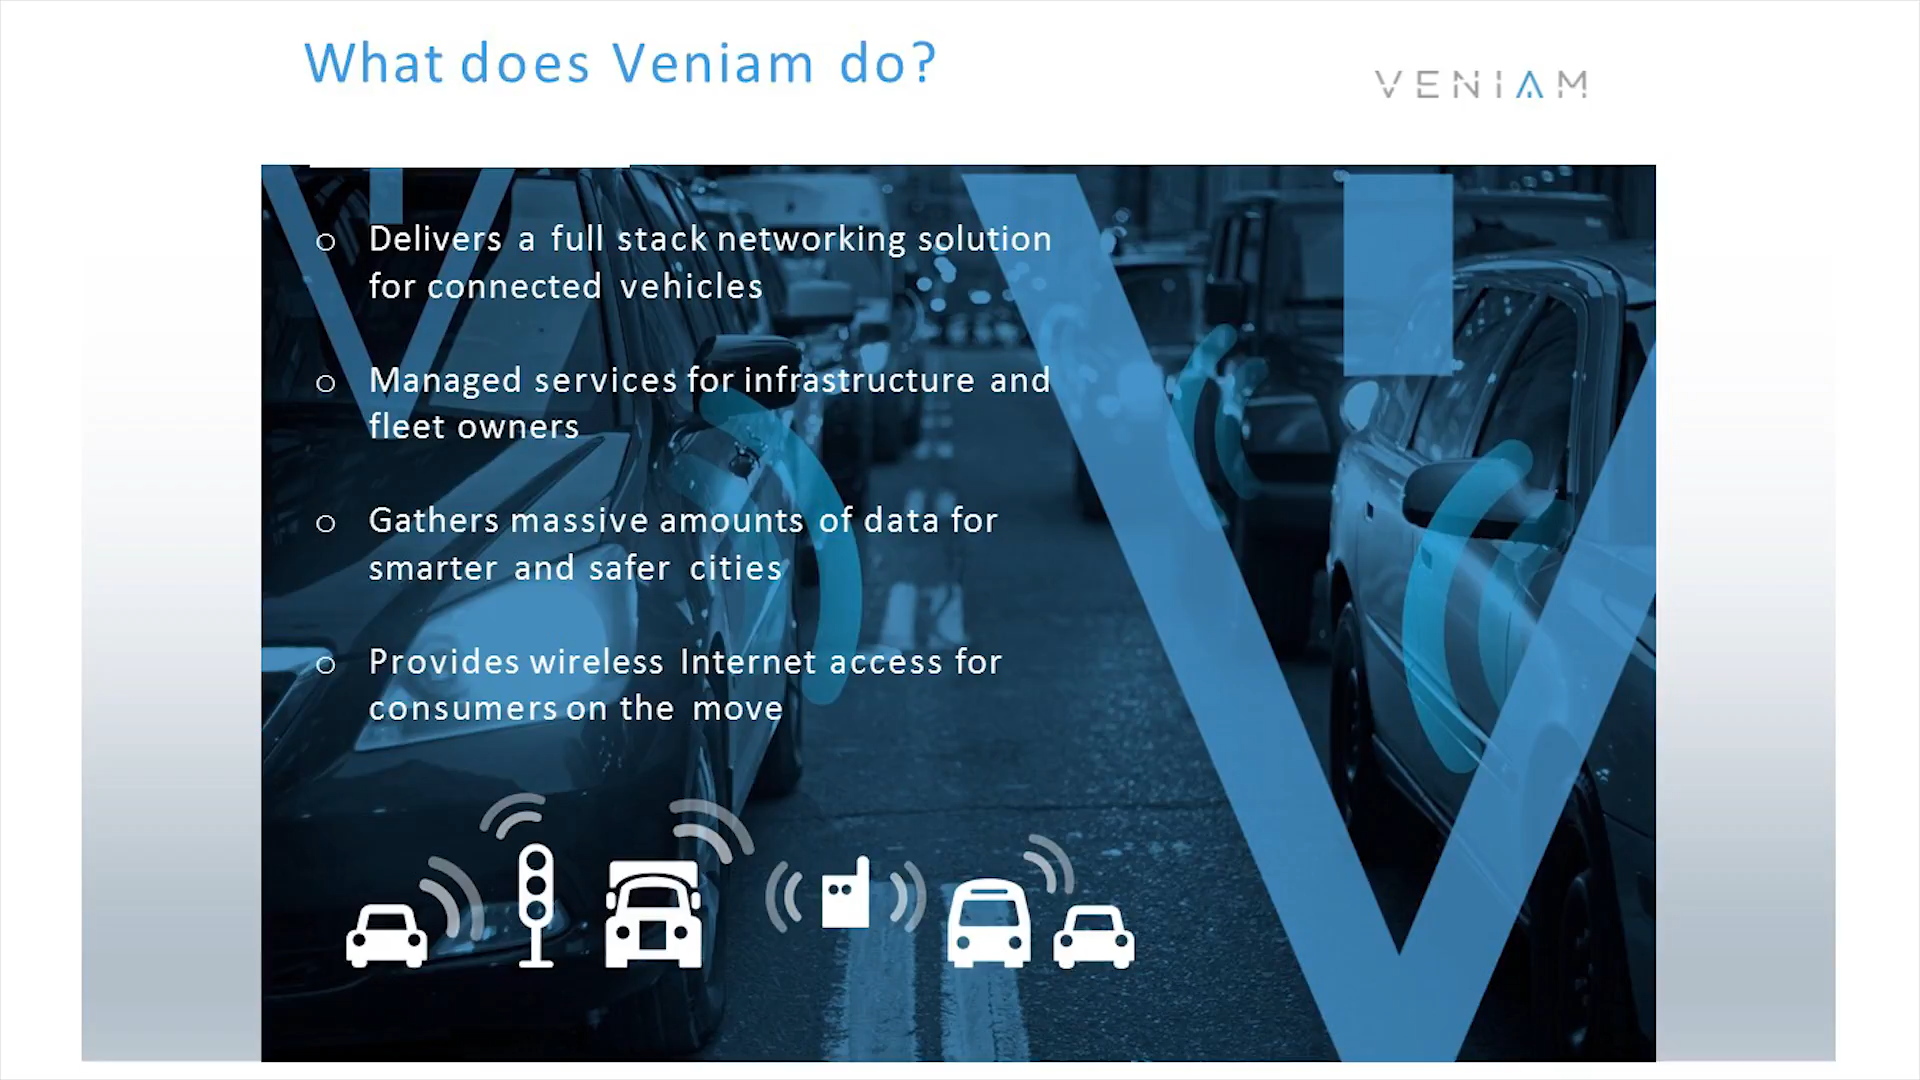 What does Veniam do?
VENIAM
o Delivers a full stack networking solution
for connected vehicles
o Managed services for infrastructure and
fleet owners
o Gathers massive amounts of data for
smarter and safer cities
o Provides wireless Internet access for
consumers on the move